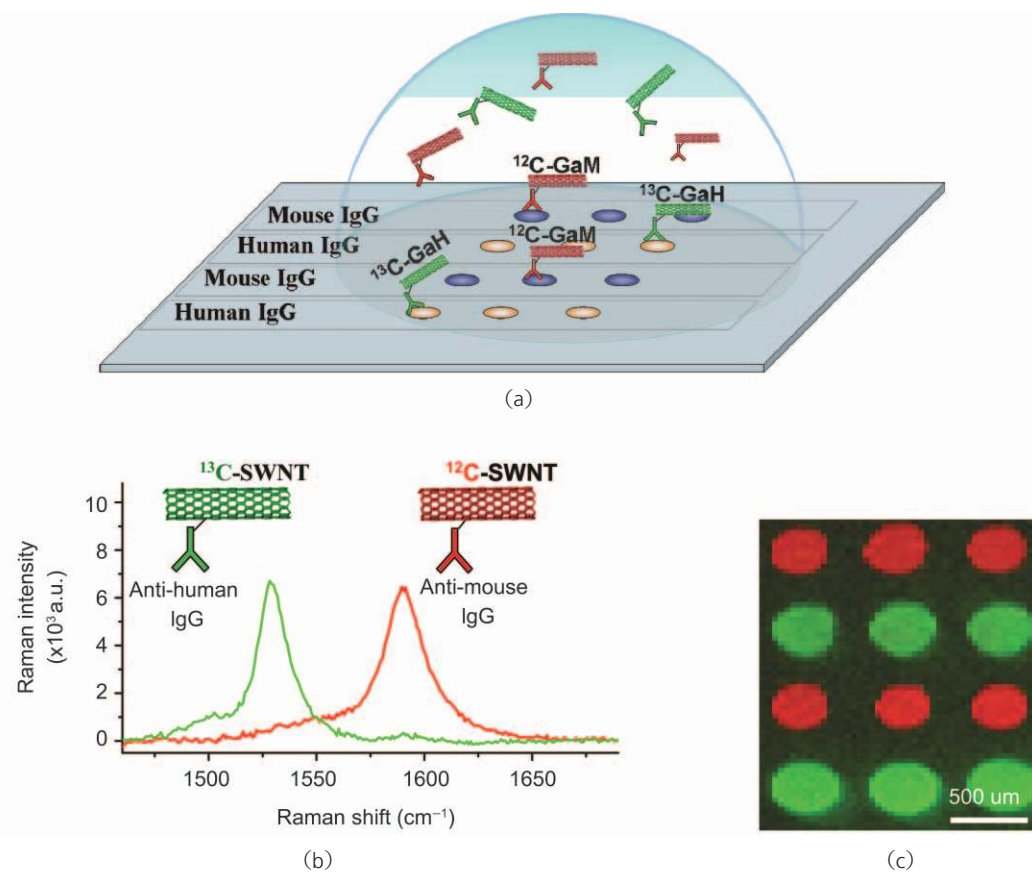 ¹²C-GaM
¹³C-GaH
Mouse IgG
Human IgG
¹²C-GaM
¹³C-GaH
Mouse IgG
Human IgG
(a)
¹³C-SWNT
¹²C-SWNT
Anti-human
IgG
Anti-mouse
IgG
Raman intensity
(x10³a.u.)
10
8
6
4
2
0
1500
1550
1600
1650
Raman shift (cm⁻¹)
(b)
500 um
(c)